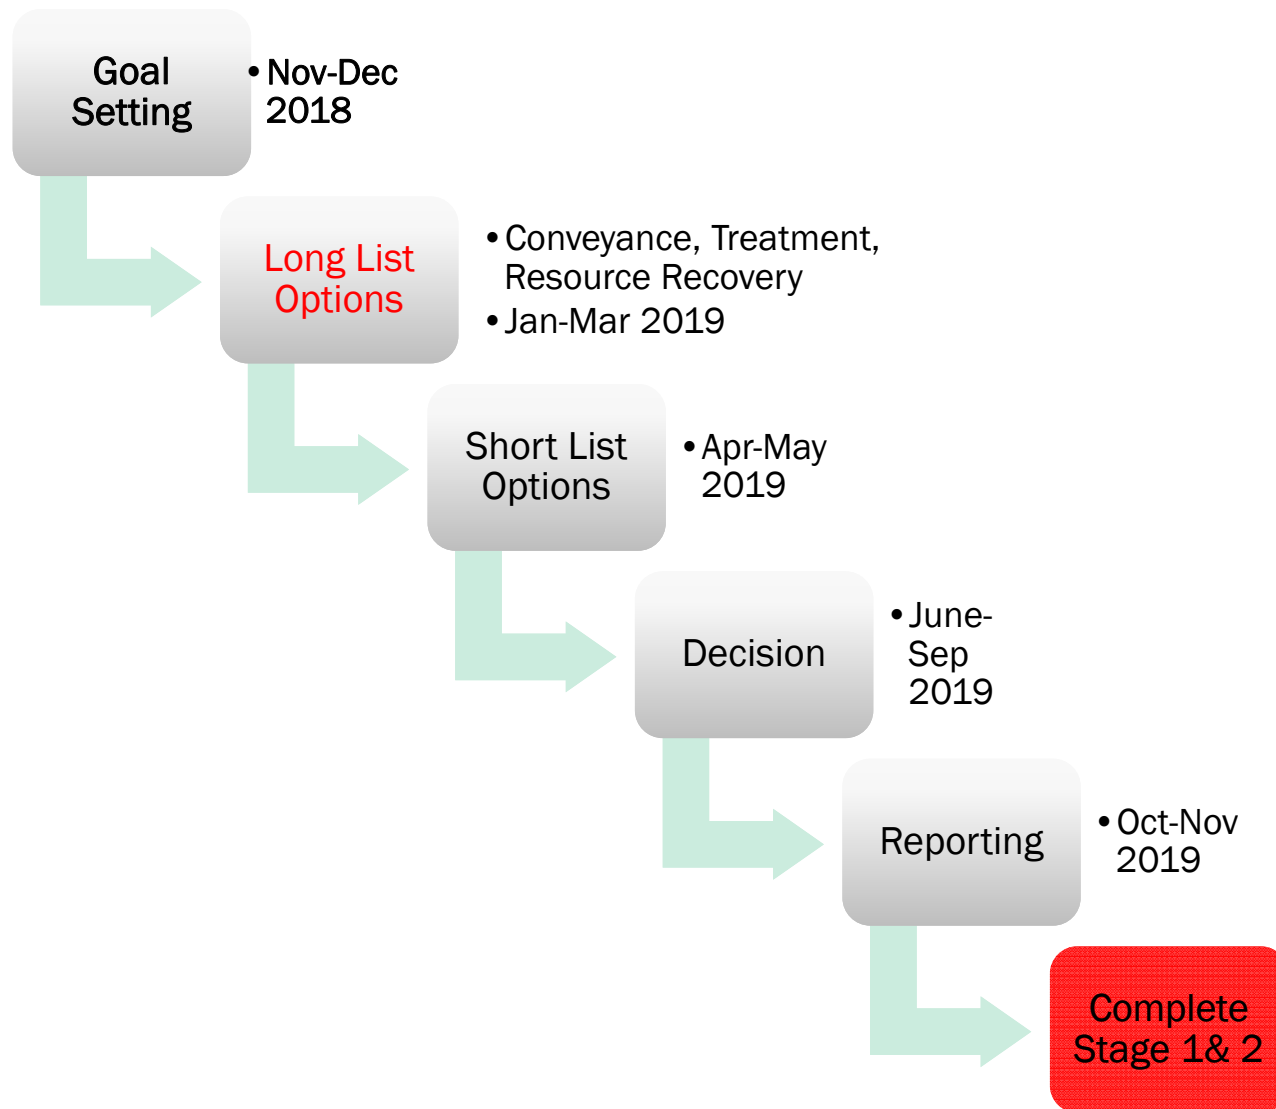 Goal
Setting
• Nov-Dec
2018
Long List
Options
• Conveyance, Treatment,
Resource Recovery
• Jan-Mar 2019
Short List
Options
• Apr-May
2019
Decision
• June-
Sep
2019
Reporting
• Oct-Nov
2019
Complete
Stage 1& 2